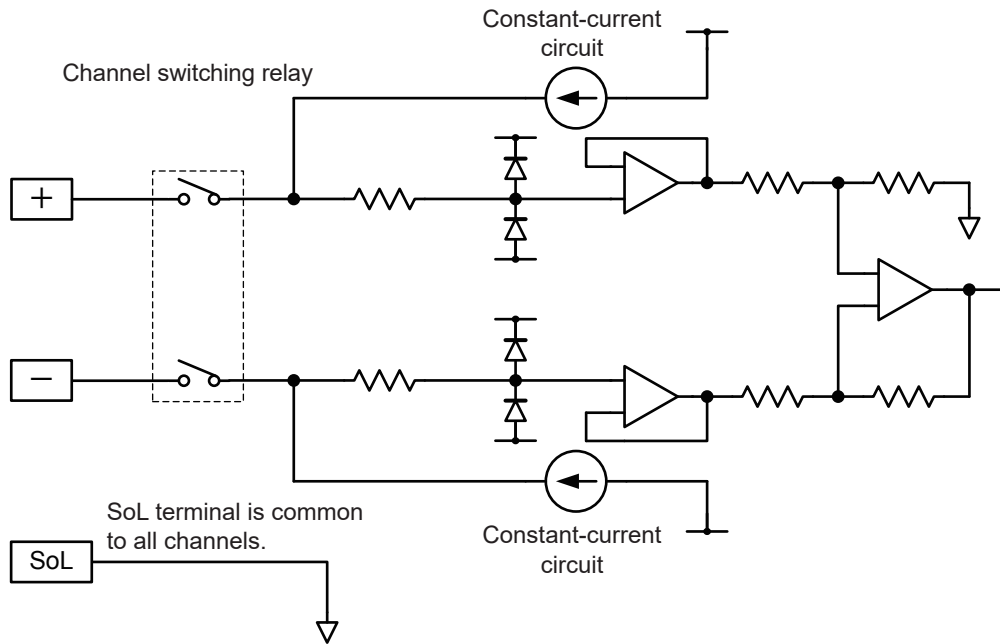 Constant-current
circuit
Channel switching relay
+
−
SoL terminal is common
to all channels.
SoL
Constant-current
circuit